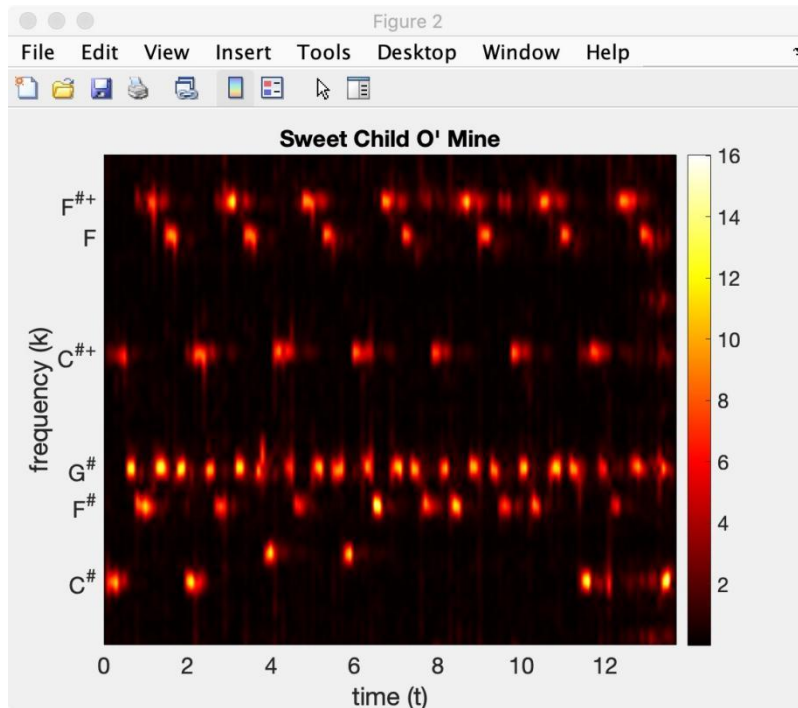 Figure 2
File Edit View Insert Tools Desktop Window Help
Sweet Child O' Mine
F#+
F
C#+
G#
F#
C#
frequency (k)
0 2 4 6 8 10 12
time (t)
16
14
12
10
8
6
4
2